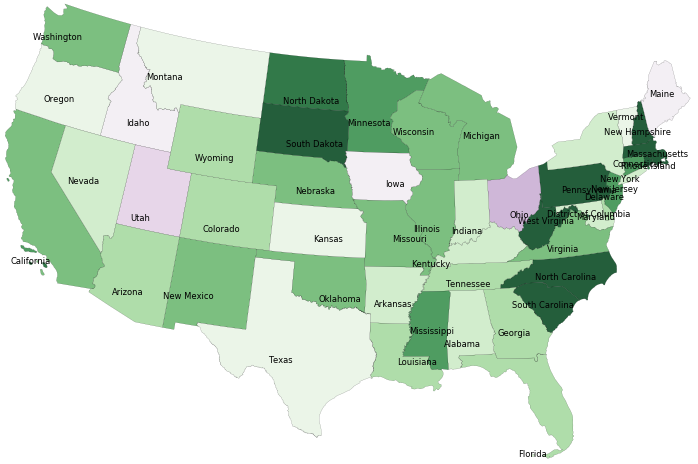 Washington
Montana
Maine
Oregon
North Dakota
Idaho
Minnesota
Vermont
Wisconsin
New Hampshire
Michigan
South Dakota
Massachusetts
Wyoming
Connecticut
Rhodeisland
Nevada
New York
Iowa
Nebraska
Pennsylvania
New Jersey
Delaware
Utah
Ohio
District of Columbia
Maryland
West Virginia
Colorado
Illinois
Indiana
Kansas
Missouri
Virginia
California
Kentucky
North Carolina
Arizona
New Mexico
Tennessee
Oklahoma
Arkansas
South Carolina
Mississippi
Georgia
Alabama
Texas
Louisiana
Florida